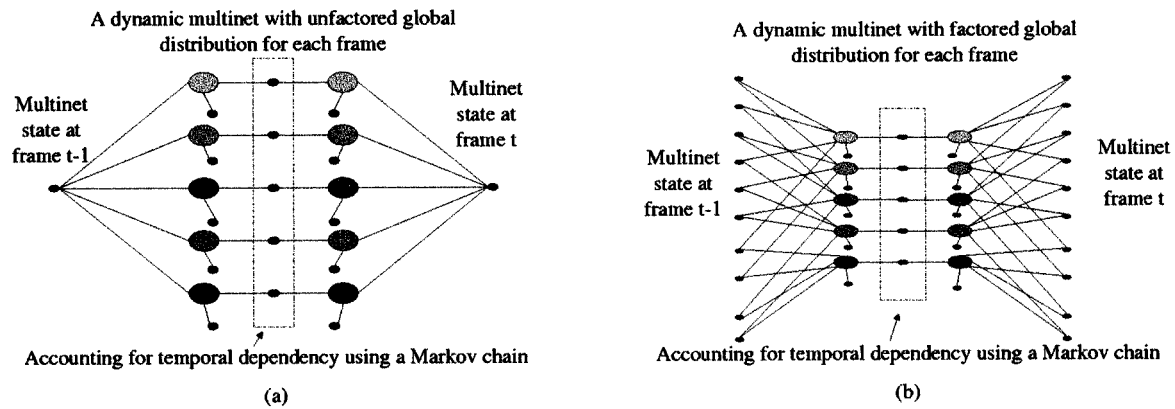 A dynamic multinet with unfactored global
distribution for each frame
Multinet
state at
frame t-1
Multinet
state at
frame t
Accounting for temporal dependency using a Markov chain
(a)
A dynamic multinet with factored global
distribution for each frame
Multinet
state at
frame t-1
Multinet
state at
frame t
Accounting for temporal dependency using a Markov chain
(b)